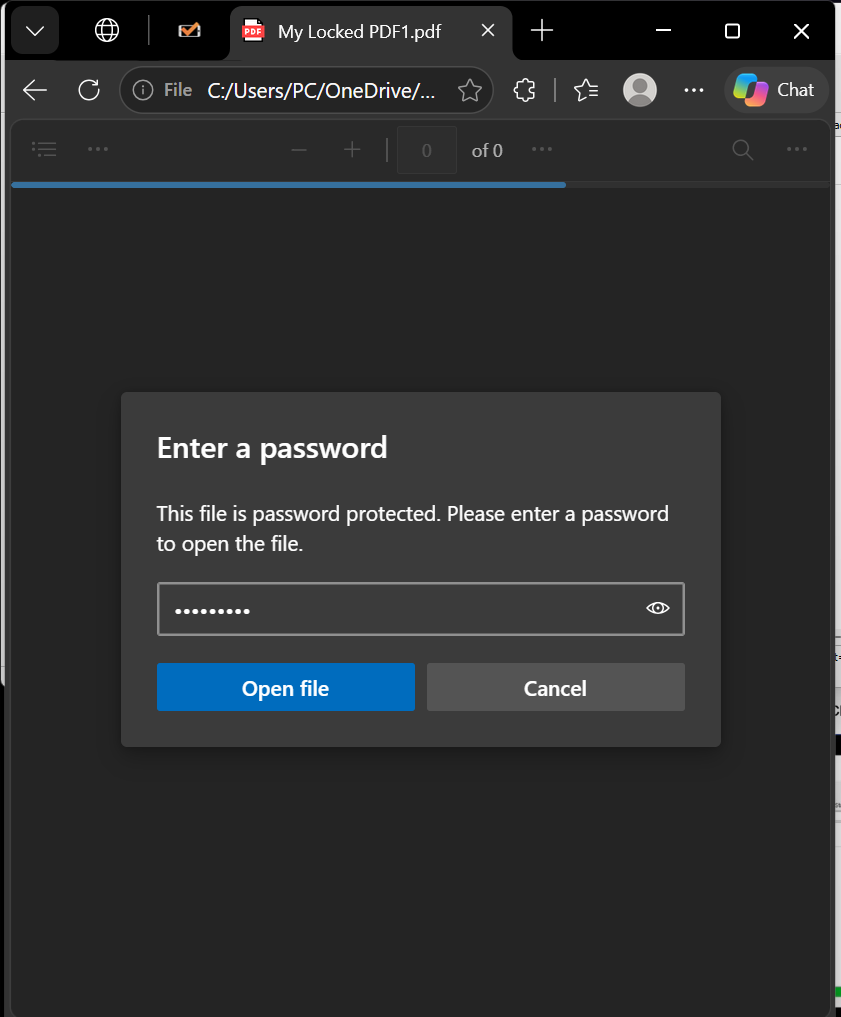 PDF My Locked PDF1.pdf
File C:/Users/PC/OneDrive/... Chat
0 of 0
Enter a password
This file is password protected. Please enter a password
to open the file.
•••••••••
Open file Cancel